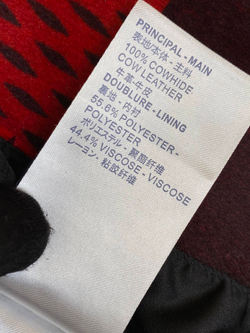 PRINCIPAL - MAIN
表地/本体 - 主料
100% COWHIDE
COW LEATHER
牛革-牛皮
DOUBLURE - LINING
裏地 - 内衬
55.6% POLYESTER -
POLYESTER
ポリエステル - 聚酯纤维
44.4% VISCOSE - VISCOSE
レーヨン - 粘胶纤维